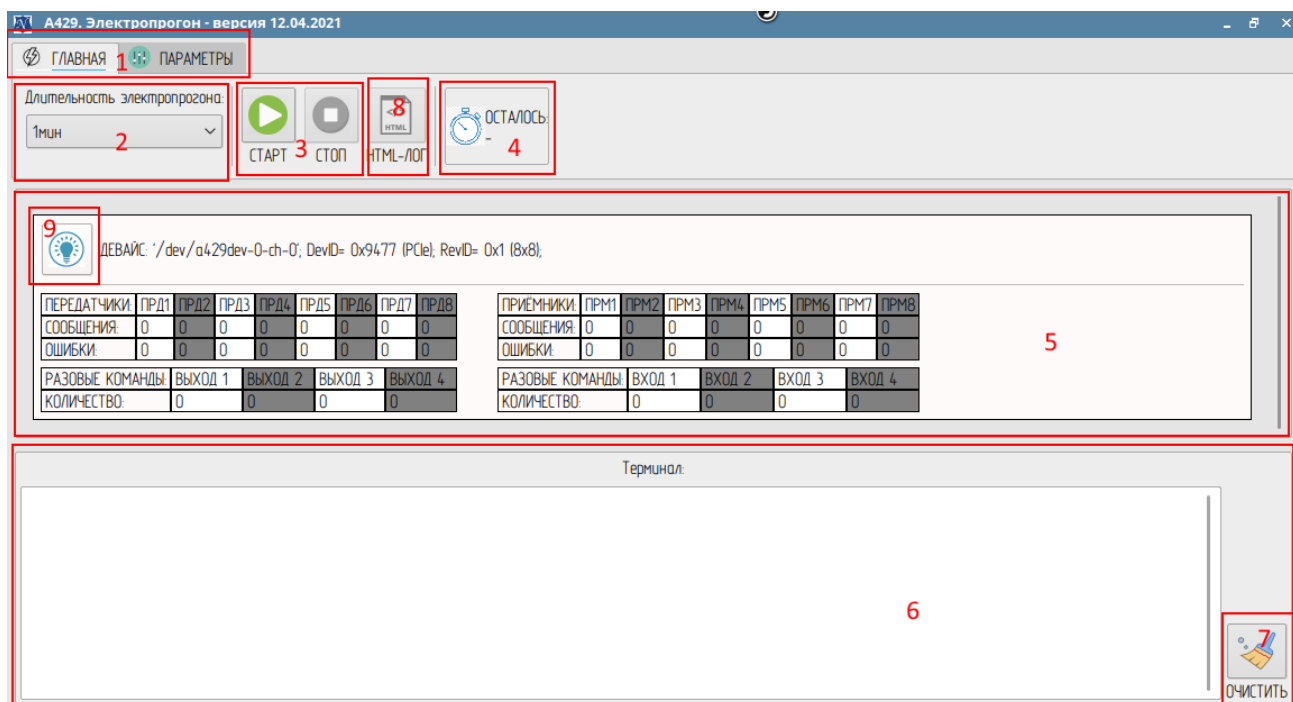 А429. Электропрогон - версия 12.04.2021
ГЛАВНАЯ 1 ПАРАМЕТРЫ
Длительность электропрогона:
1мин
2
СТАРТ 3 СТОП
8
HTML
HTML-ЛОГ
ОСТАЛОСЬ:
-
4
9
ДЕВАЙС: '/dev/a429dev-0-ch-0'; DevID= 0x9477 (PCIe); RevID= 0x1 (8x8);
ПЕРЕДАТЧИКИ: ПРД1 ПРД2 ПРД3 ПРД4 ПРД5 ПРД6 ПРД7 ПРД8
СООБЩЕНИЯ: 0 0 0 0 0 0 0 0
ОШИБКИ: 0 0 0 0 0 0 0 0
РАЗОВЫЕ КОМАНДЫ: ВЫХОД 1 ВЫХОД 2 ВЫХОД 3 ВЫХОД 4
КОЛИЧЕСТВО: 0 0 0 0
ПРИЁМНИКИ: ПРМ1 ПРМ2 ПРМ3 ПРМ4 ПРМ5 ПРМ6 ПРМ7 ПРМ8
СООБЩЕНИЯ: 0 0 0 0 0 0 0 0
ОШИБКИ: 0 0 0 0 0 0 0 0
РАЗОВЫЕ КОМАНДЫ: ВХОД 1 ВХОД 2 ВХОД 3 ВХОД 4
КОЛИЧЕСТВО: 0 0 0 0
5
Терминал:
6
7
ОЧИСТИТЬ